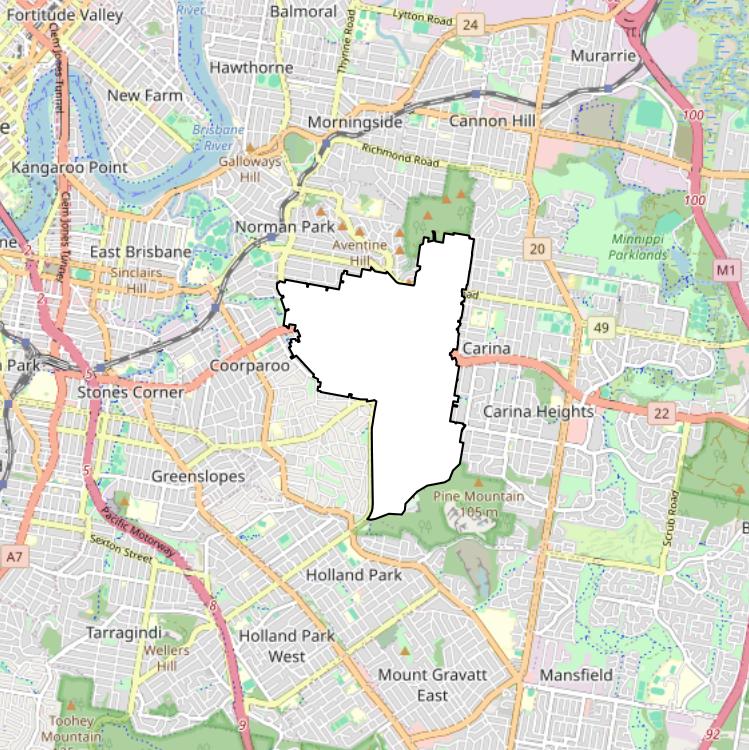 Fortitude Valley
Balmoral
Lytton Road
24
River
Clem Jones Tunnel
Thynne Road
Murarrie
Hawthorne
New Farm
100
Brisbane
River
Morningside
Cannon Hill
Richmond Road
Galloways
Hill
Kangaroo Point
Clem Jones Tunnel
100
Norman Park
2
East Brisbane
Aventine
Hill
20
Minnippi
Parklands
M1
Sinclairs
Hill
2
ad
49
Carina
Coorparoo
Park
5
Stones Corner
Carina Heights
22
5
Greenslopes
Pine Mountain
105 m
Scrub Road
Pacific Motorway
Sexton Street
A7
Holland Park
8
Tarragindi
Wellers
Hill
Holland Park
West
Mount Gravatt
East
Mansfield
Toohey
Mountain
9
92